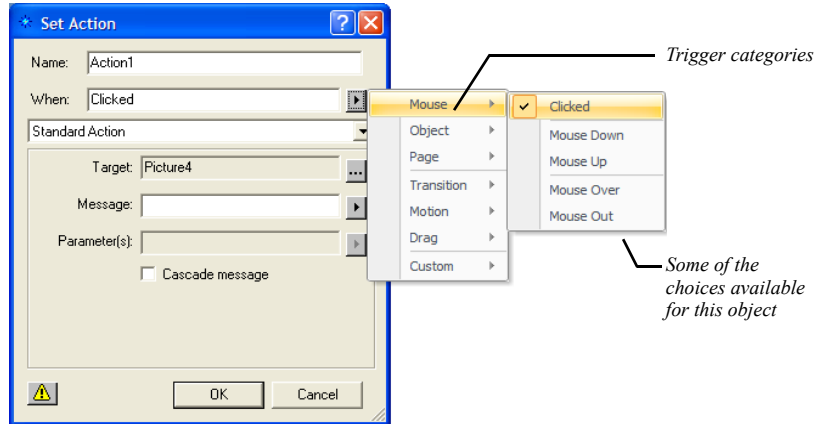 Set Action
Name: Action1
When: Clicked
Standard Action
Target: Picture4
Message:
Parameter(s):
Cascade message
OK Cancel
Mouse
Object
Page
Transition
Motion
Drag
Custom
Clicked
Mouse Down
Mouse Up
Mouse Over
Mouse Out
Trigger categories
Some of the
choices available
for this object